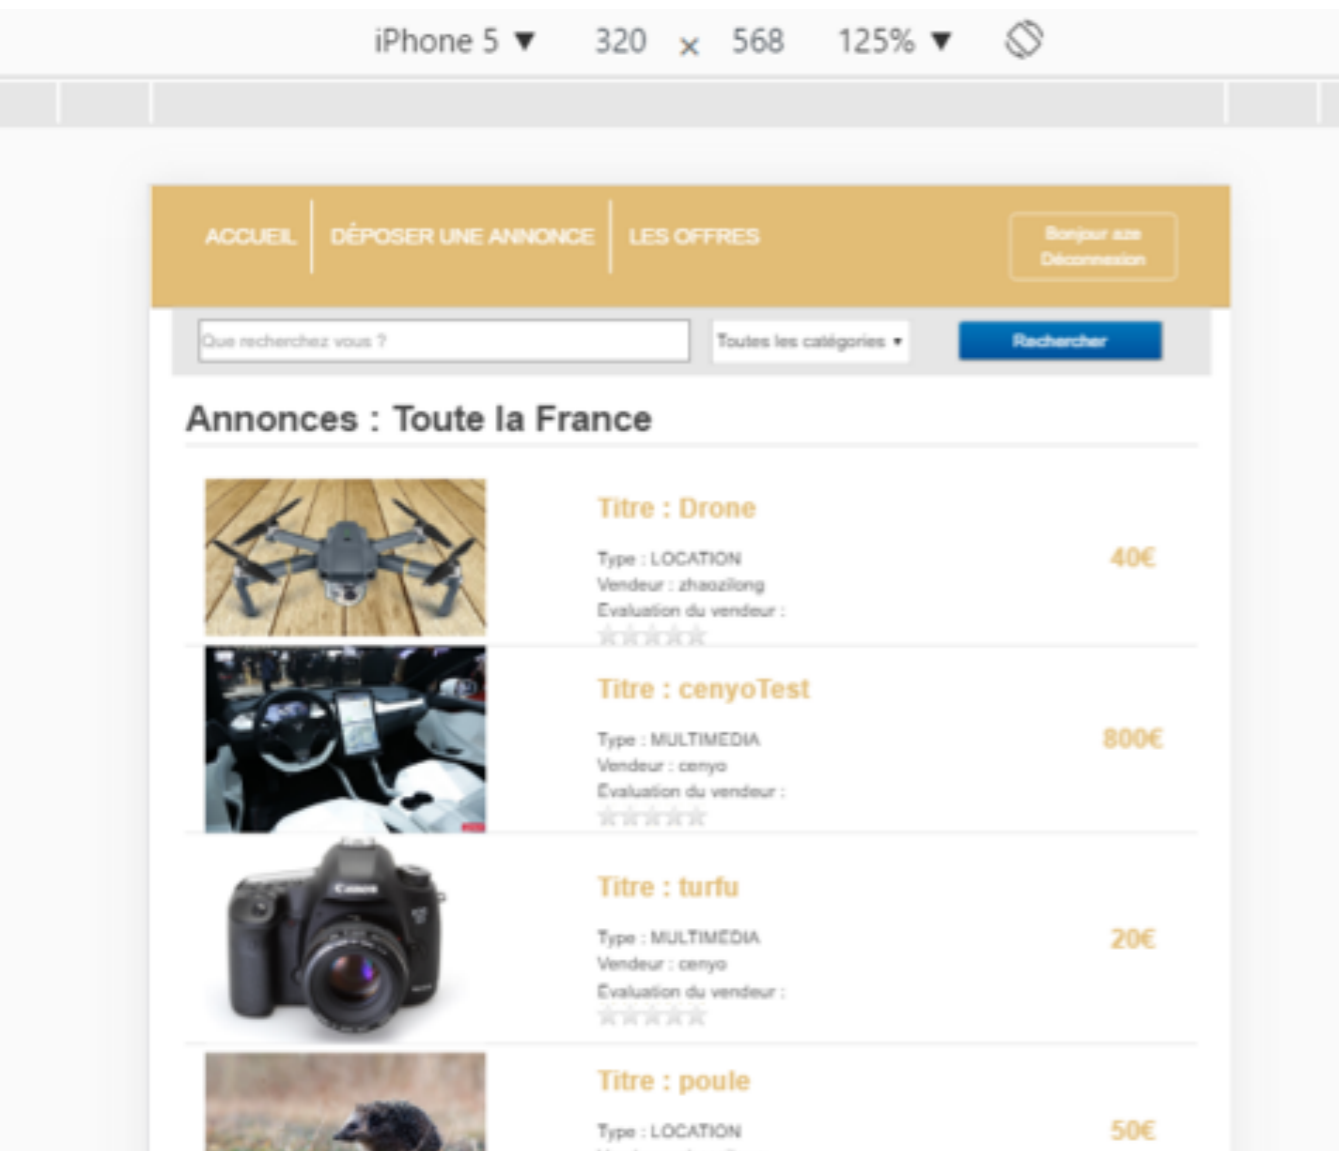 iPhone 5 ▼ 320 × 568 125% ▼
ACCUEIL DÉPOSER UNE ANNONCE LES OFFRES
Bonjour aze
Déconnexion
Que recherchez vous ?
Toutes les catégories ▾
Rechercher
Annonces : Toute la France
Titre : Drone
Type : LOCATION
Vendeur : zhaozilong
Evaluation du vendeur :
40€
Titre : cenyoTest
Type : MULTIMEDIA
Vendeur : cenyo
Evaluation du vendeur :
800€
Canon
Titre : turfu
Type : MULTIMEDIA
Vendeur : cenyo
Evaluation du vendeur :
20€
Titre : poule
Type : LOCATION
50€